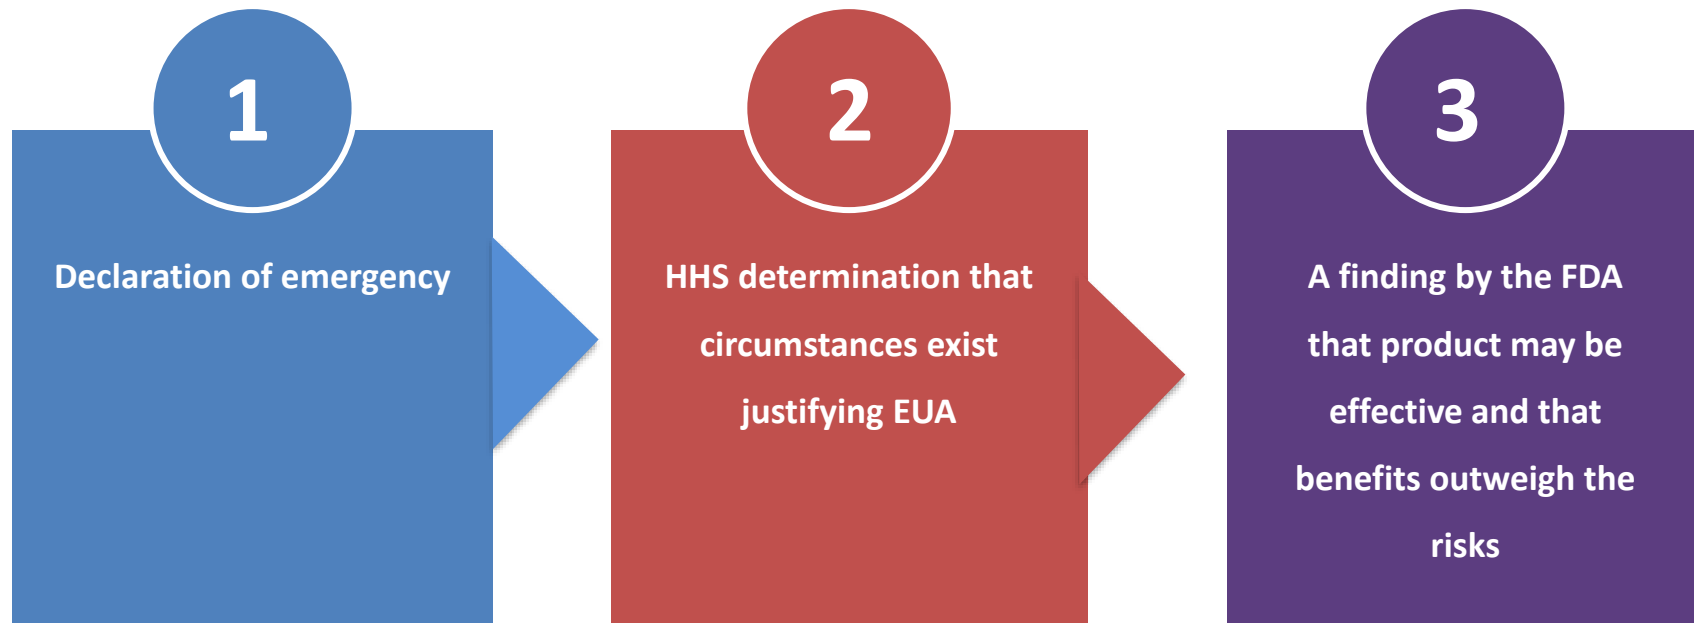 1
Declaration of emergency
2
HHS determination that
circumstances exist
justifying EUA
3
A finding by the FDA
that product may be
effective and that
benefits outweigh the
risks